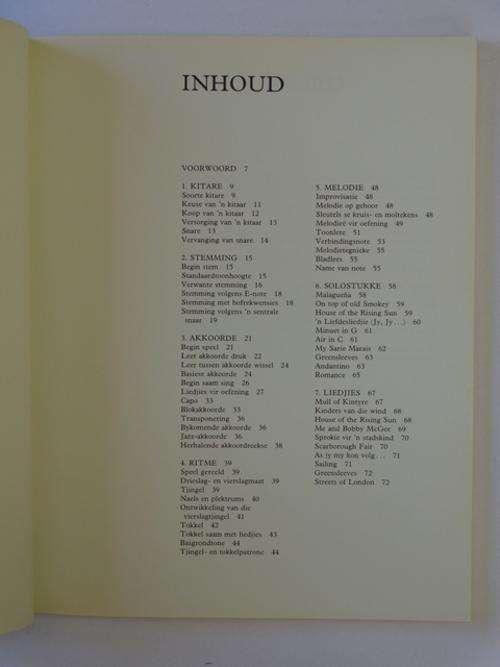 INHOUD
VOORWOORD 7
1. KITARE 9
Soorte kitare 9
Keuse van 'n kitaar 11
Koop van 'n kitaar 12
Versorging van 'n kitaar 13
Snare 13
Vervanging van snare 14
2. STEMMING 15
Begin stem 15
Standaardtoonhoogte 15
Verwante stemming 16
Stemming volgens E-note 18
Stemming met befrekwensies 18
Stemming volgens 'n sentrale
snaar 19
3. AKKOORDE 21
Begin speel 21
Leer akkoorde druk 22
Leer tussen akkoorde wissel 24
Basiese akkoorde 24
Begin saam sing 26
Liedjies vir oefening 27
Capo 33
Blokakkoorde 33
Transponering 36
Bykomende akkoorde 36
Jazz-akkoorde 36
Herhalende akkoordreekse 38
4. RITME 39
Speel gereeld 39
Drieslag- en vierslagmaat 39
Tjingel 39
Naels en plektrums 40
Ontwikkeling van die
vierslagtjingel 41
Tokkel 42
Tokkel saam met liedjies 43
Basgrondtone 44
Tjingel- en tokkelpatrone 44
5. MELODIE 48
Improvisatie 48
Melodie op gehoor 48
Sleutels se kruis- en moltekens 48
Melodieë vir oefening 49
Toonlere 51
Verbindingsnote 53
Melodietegnieke 55
Bladlees 55
Name van note 55
6. SOLOSTUKKE 58
Malagueña 58
On top of old Smokey 59
House of the Rising Sun 59
'n Liefdesliedjie (Jy, Jy . . .) 60
Minuet in G 61
Air in C 61
My Sarie Marais 62
Greensleeves 63
Andantino 63
Romance 65
7. LIEDJIES 67
Mull of Kintyre 67
Kinders van die wind 68
House of the Rising Sun 68
Me and Bobby McGee 69
Sprokie vir 'n stadskind 70
Scarborough Fair 70
As jy my kon volg . . . 71
Sailing 71
Greensleeves 72
Streets of London 72